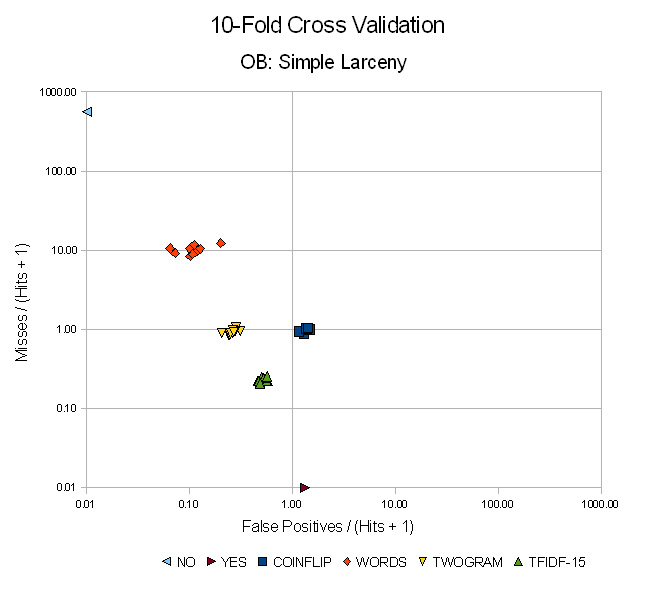 10-Fold Cross Validation
OB: Simple Larceny
1000.00
100.00
10.00
1.00
0.10
0.01
Misses / (Hits + 1)
0.01 0.10 1.00 10.00 100.00 1000.00
False Positives / (Hits + 1)
NO YES COINFLIP WORDS TWOGRAM TFIDF-15